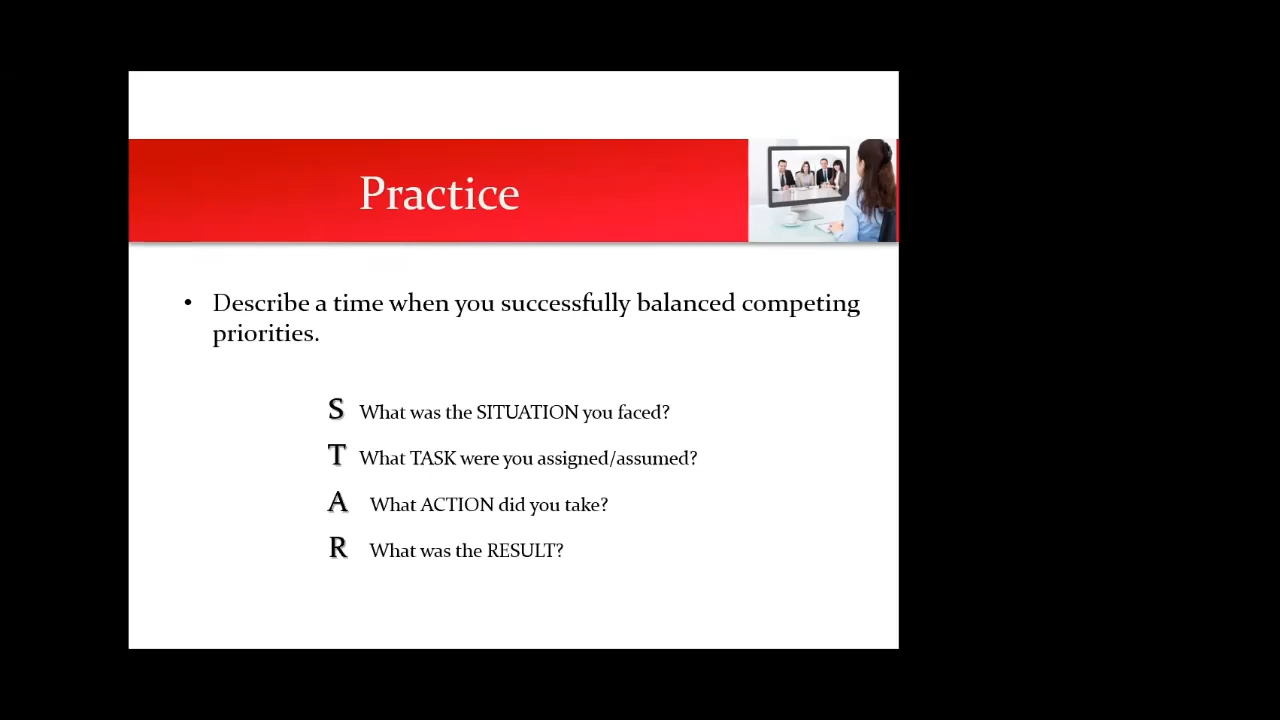 Practice
• Describe a time when you successfully balanced competing
priorities.
S What was the SITUATION you faced?
T What TASK were you assigned/assumed?
A What ACTION did you take?
R What was the RESULT?